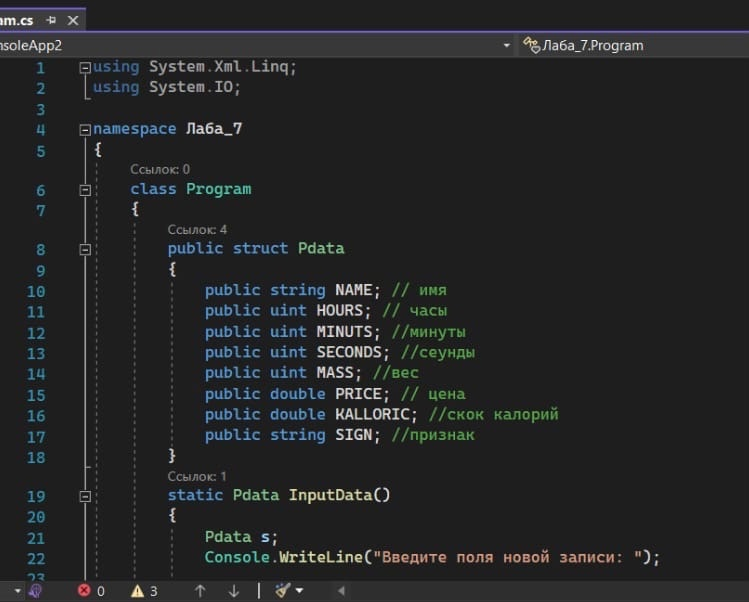 am.cs
nsoleApp2
Лаба_7.Program
1 using System.Xml.Linq;
2 using System.IO;
3
4 namespace Лаба_7
5 {
Ссылок: 0
6 class Program
7 {
Ссылок: 4
8 public struct Pdata
9 {
10 public string NAME; // имя
11 public uint HOURS; // часы
12 public uint MINUTS; //минуты
13 public uint SECONDS; //сеунды
14 public uint MASS; //вес
15 public double PRICE; // цена
16 public double KALLORIC; //скок калорий
17 public string SIGN; //признак
18 }
Ссылок: 1
19 static Pdata InputData()
20 {
21 Pdata s;
22 Console.WriteLine("Введите поля новой записи: ");
23
0 3